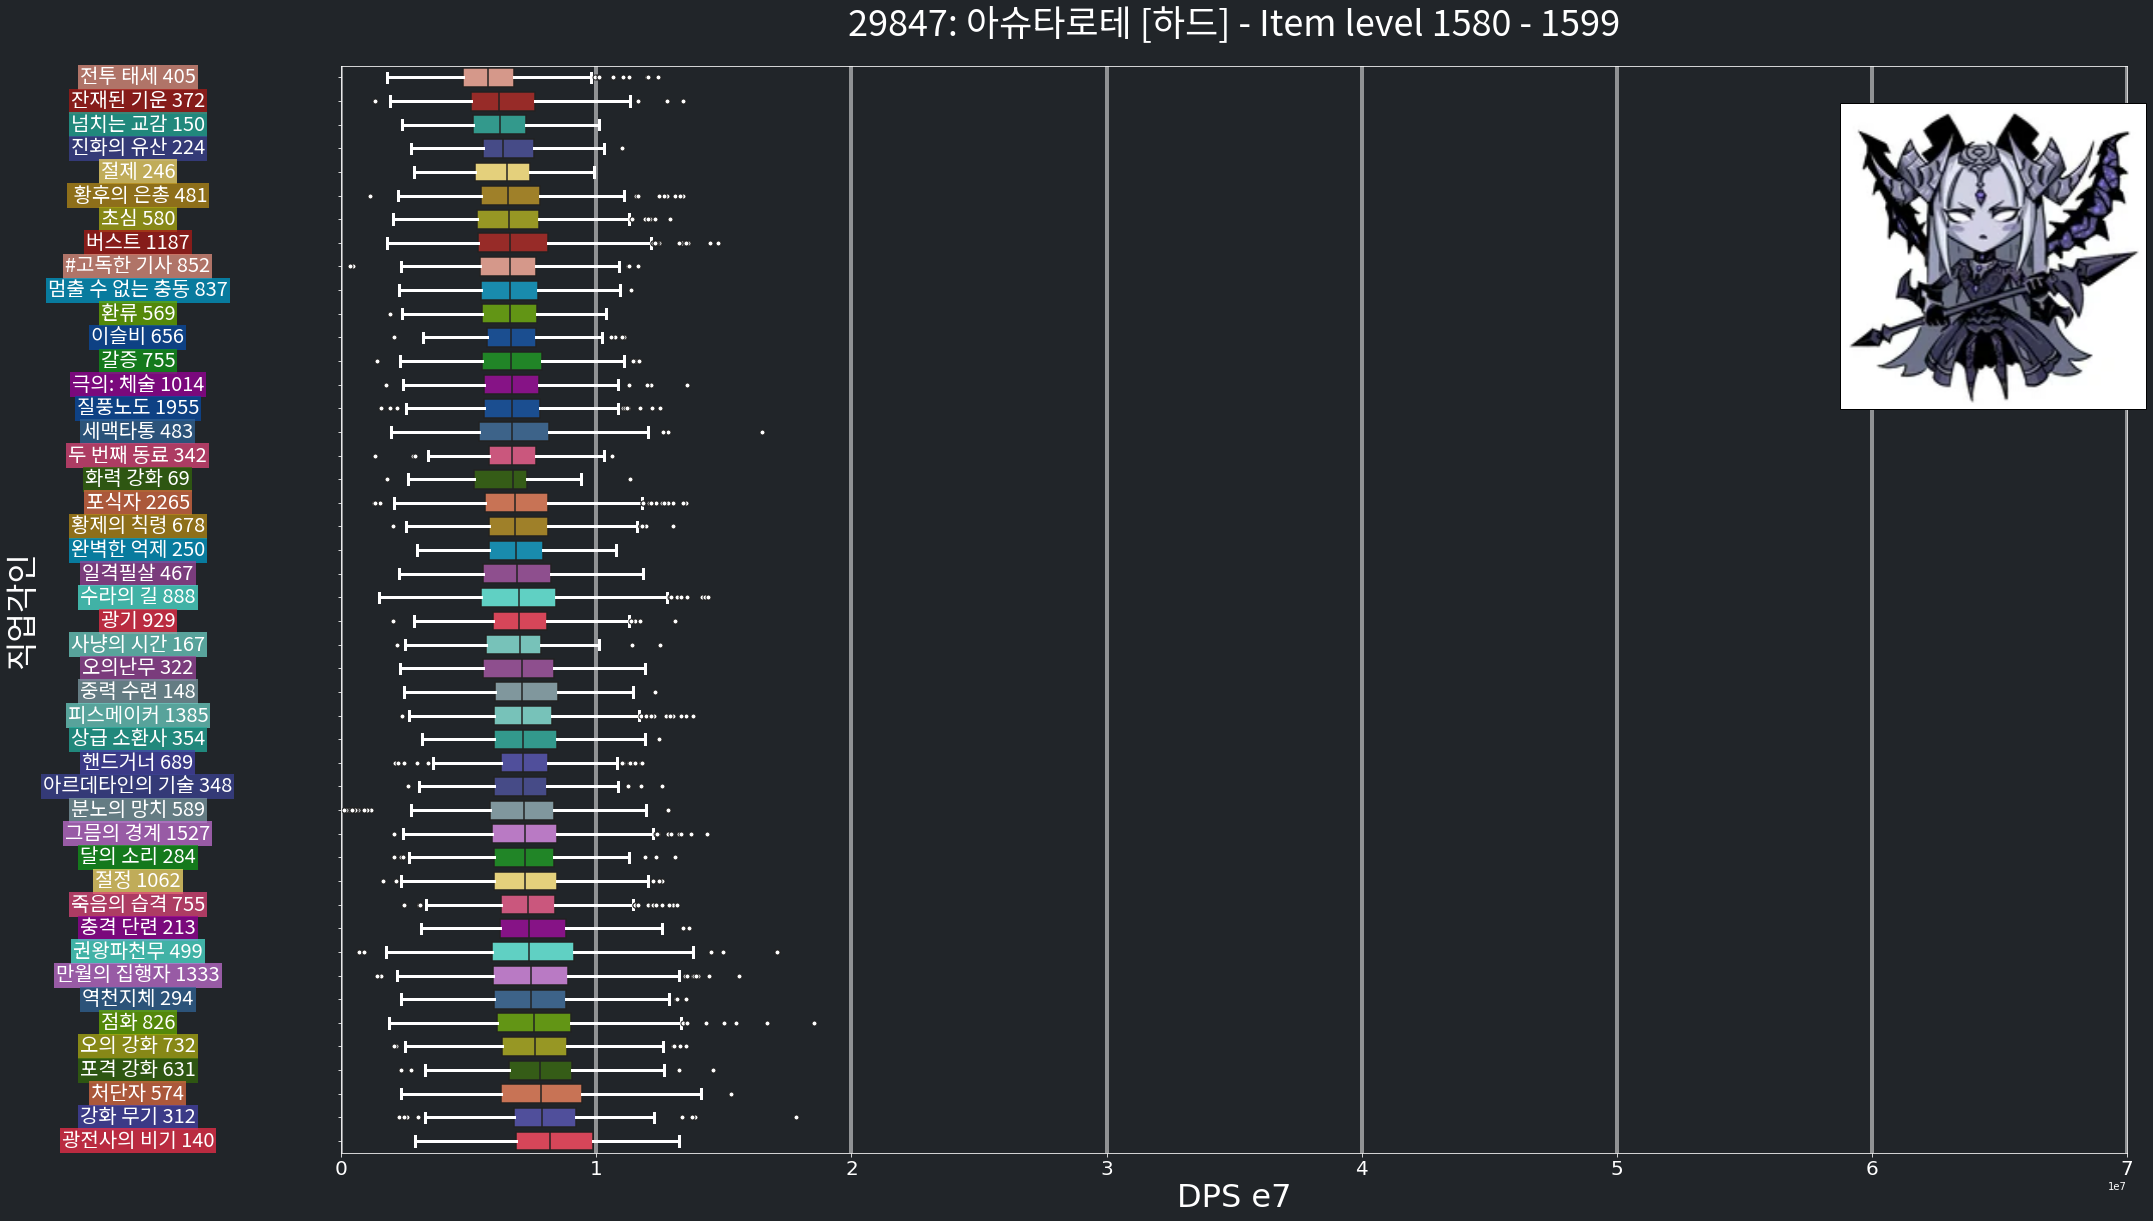 29847: 아슈타로테 [하드] - Item level 1580 - 1599
전투 태세 405
잔재된 기운 372
넘치는 교감 150
진화의 유산 224
절제 246
황후의 은총 481
초심 580
버스트 1187
#고독한 기사 852
멈출 수 없는 충동 837
환류 569
이슬비 656
갈증 755
극의: 체술 1014
질풍노도 1955
세맥타통 483
두 번째 동료 342
화력 강화 69
포식자 2265
황제의 칙령 678
완벽한 억제 250
일격필살 467
수라의 길 888
광기 929
사냥의 시간 167
오의난무 322
중력 수련 148
피스메이커 1385
상급 소환사 354
핸드거너 689
아르데타인의 기술 348
분노의 망치 589
그믐의 경계 1527
달의 소리 284
절정 1062
죽음의 습격 755
충격 단련 213
권왕파천무 499
만월의 집행자 1333
역천지체 294
점화 826
오의 강화 732
포격 강화 631
처단자 574
강화 무기 312
광전사의 비기 140
직업각인
0 1 2 3 4 5 6 7
1e7
DPS e7